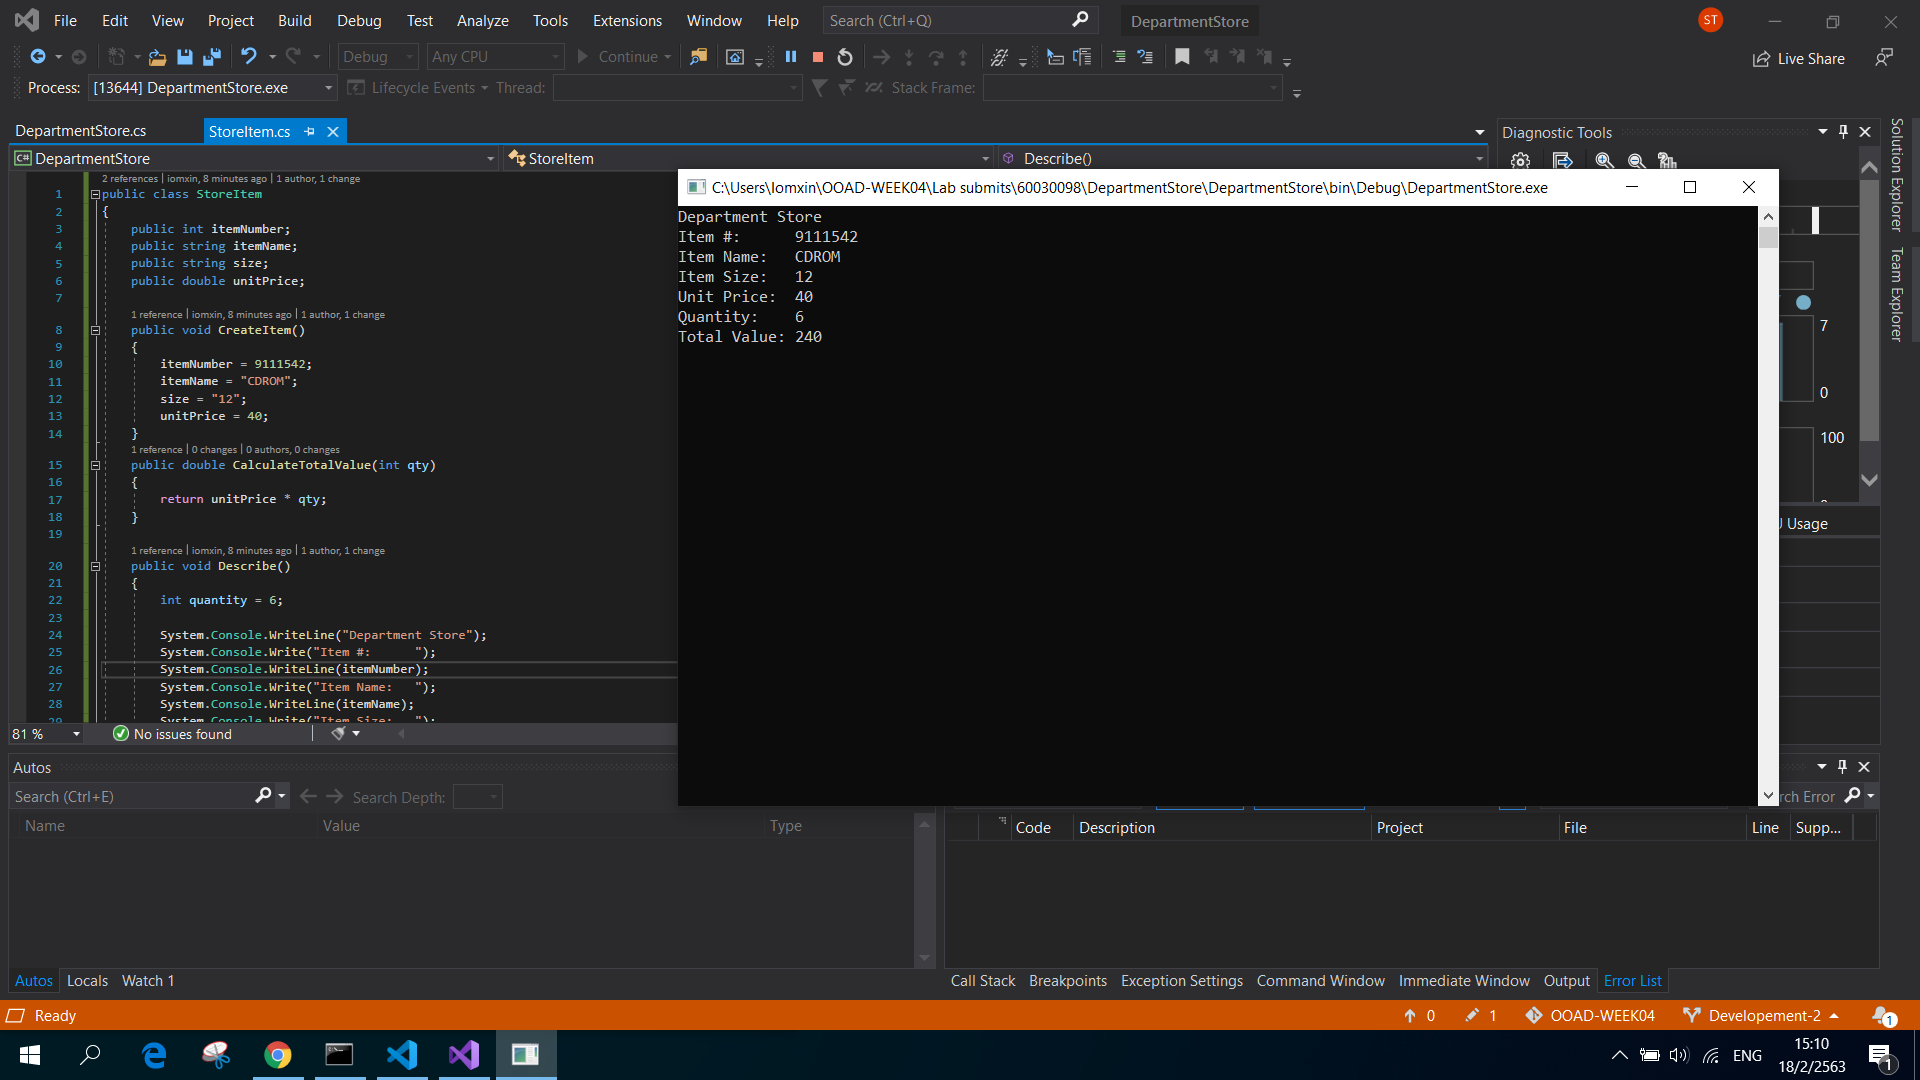 File Edit View Project Build Debug Test Analyze Tools Extensions Window Help Search (Ctrl+Q) DepartmentStore ST
Debug Any CPU Continue Live Share
Process: [13644] DepartmentStore.exe Lifecycle Events Thread: Stack Frame:
DepartmentStore.cs StoreItem.cs
DepartmentStore StoreItem Describe()
2 references | iomxin, 8 minutes ago | 1 author, 1 change
1 public class StoreItem
2 {
3 public int itemNumber;
4 public string itemName;
5 public string size;
6 public double unitPrice;
7
1 reference | iomxin, 8 minutes ago | 1 author, 1 change
8 public void CreateItem()
9 {
10 itemNumber = 9111542;
11 itemName = "CDROM";
12 size = "12";
13 unitPrice = 40;
14 }
1 reference | 0 changes | 0 authors, 0 changes
15 public double CalculateTotalValue(int qty)
16 {
17 return unitPrice * qty;
18 }
19
1 reference | iomxin, 8 minutes ago | 1 author, 1 change
20 public void Describe()
21 {
22 int quantity = 6;
23
24 System.Console.WriteLine("Department Store");
25 System.Console.Write("Item #:      ");
26 System.Console.WriteLine(itemNumber);
27 System.Console.Write("Item Name:   ");
28 System.Console.WriteLine(itemName);
29 System.Console.Write("Item Size:   ");
81 % No issues found
C:\Users\Iomxin\OOAD-WEEK04\Lab submits\60030098\DepartmentStore\DepartmentStore\bin\Debug\DepartmentStore.exe
Department Store
Item #:      9111542
Item Name:   CDROM
Item Size:   12
Unit Price:  40
Quantity:    6
Total Value: 240
Diagnostic Tools
7
0
100
Usage
Solution Explorer
Team Explorer
Autos
Search (Ctrl+E) Search Depth:
Name Value Type
Autos Locals Watch 1
rch Error
Code Description Project File Line Supp...
Call Stack Breakpoints Exception Settings Command Window Immediate Window Output Error List
Ready 0 1 OOAD-WEEK04 Developement-2 1
ENG 15:10
18/2/2563 1